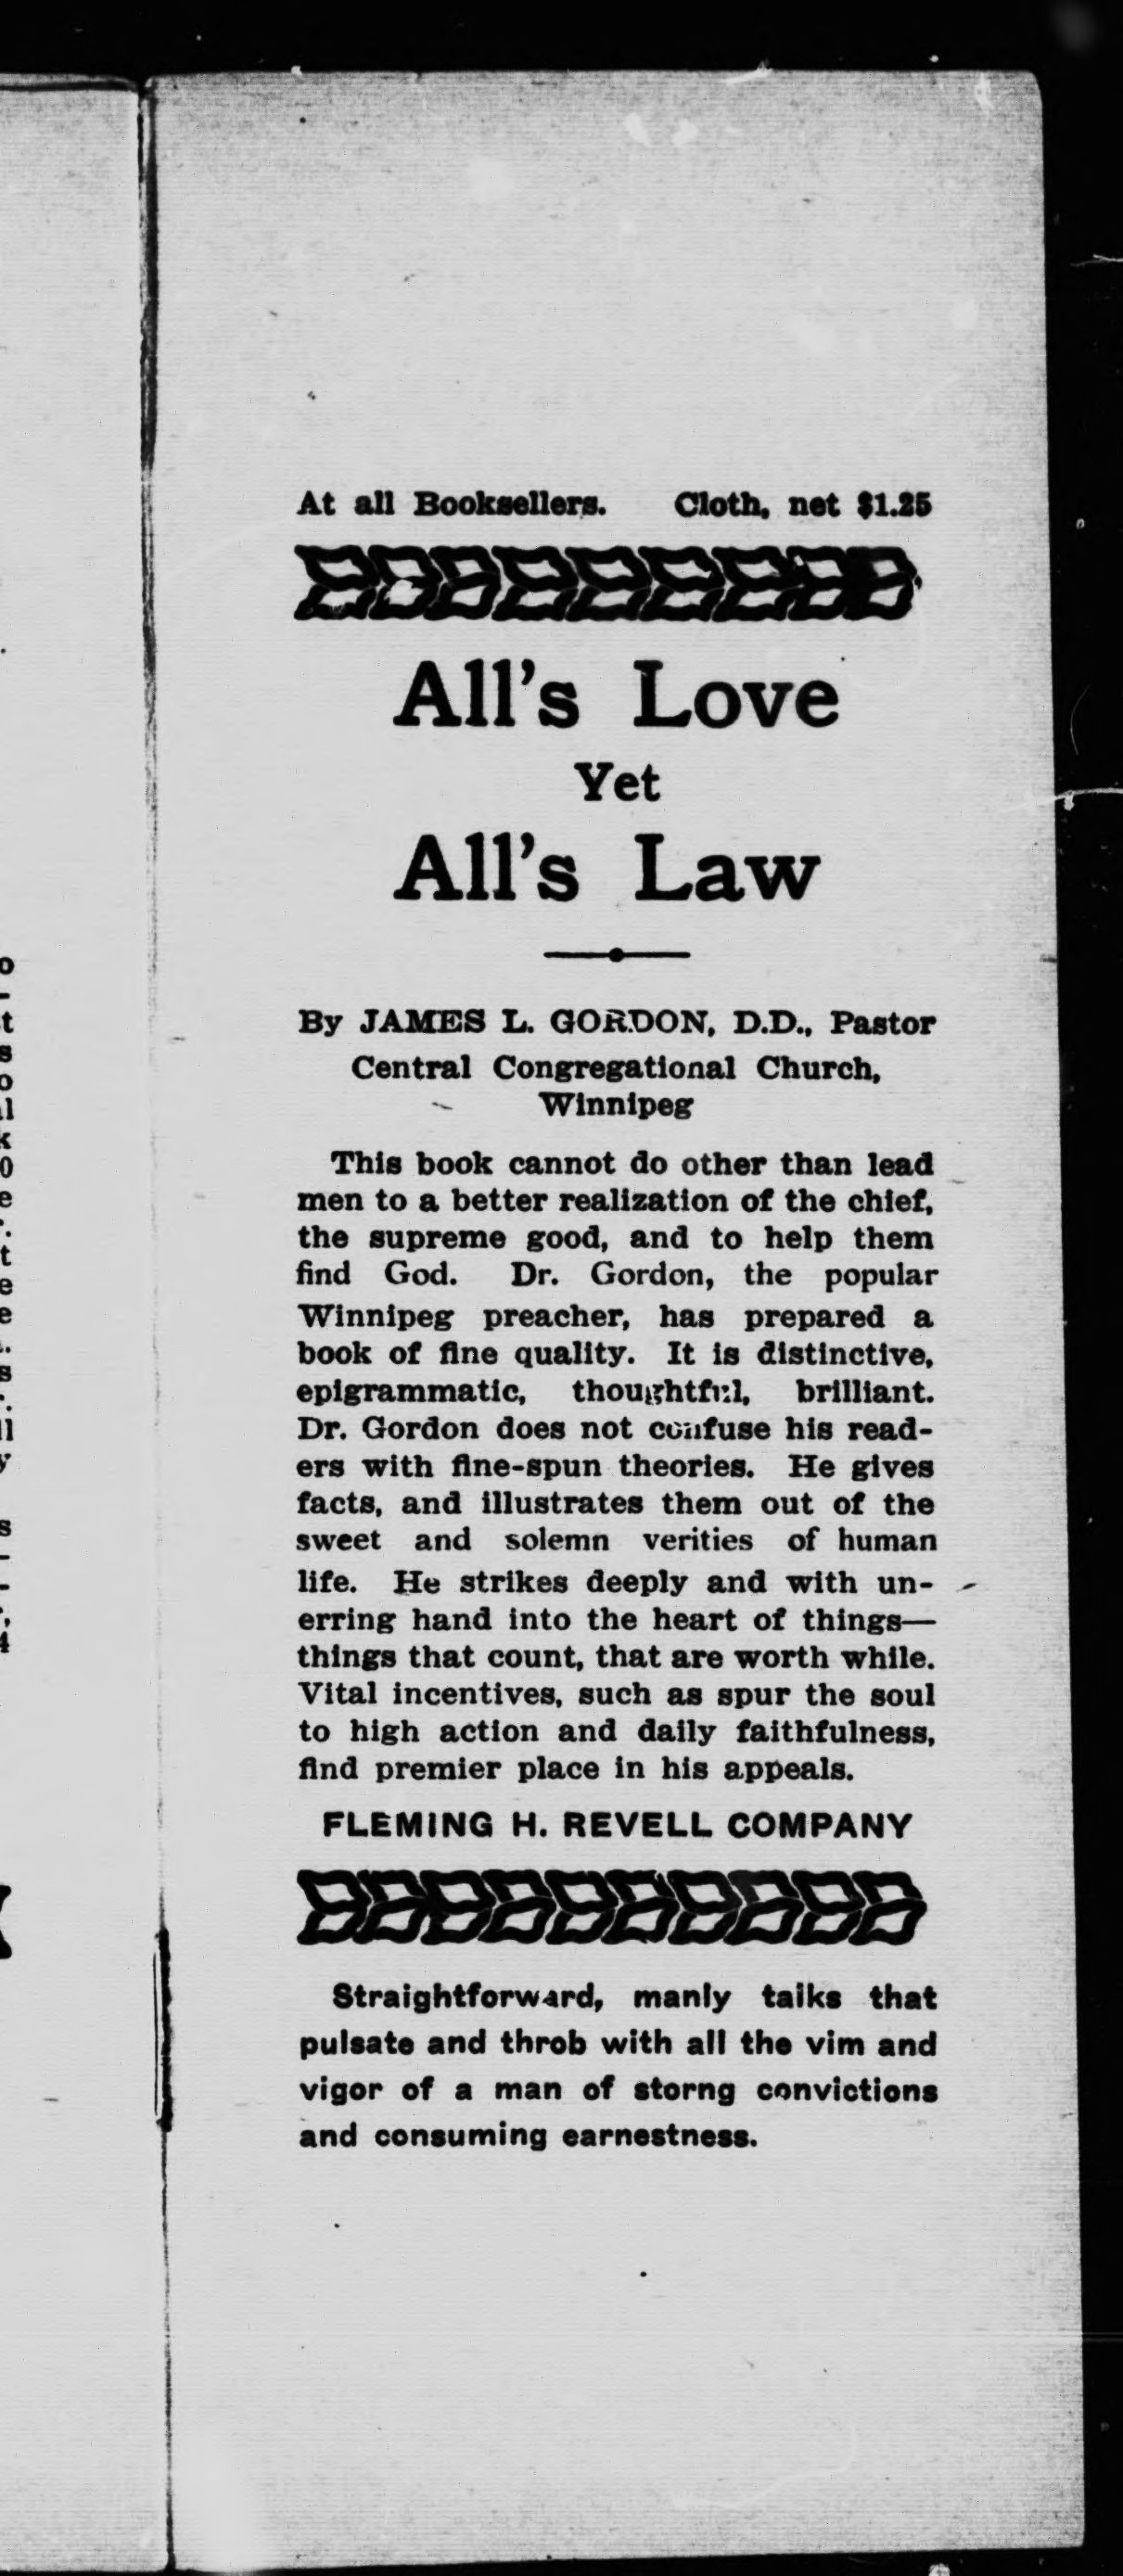 At all Booksellers. Cloth, net $1.25
All's Love
Yet
All's Law
By JAMES L. GORDON, D.D., Pastor
Central Congregational Church,
Winnipeg
This book cannot do other than lead
men to a better realization of the chief,
the supreme good, and to help them
find God. Dr. Gordon, the popular
Winnipeg preacher, has prepared a
book of fine quality. It is distinctive,
epigrammatic, thoughtful, brilliant.
Dr. Gordon does not confuse his read-
ers with fine-spun theories. He gives
facts, and illustrates them out of the
sweet and solemn verities of human
life. He strikes deeply and with un-
erring hand into the heart of things—
things that count, that are worth while.
Vital incentives, such as spur the soul
to high action and daily faithfulness,
find premier place in his appeals.
FLEMING H. REVELL COMPANY
Straightforward, manly talks that
pulsate and throb with all the vim and
vigor of a man of storng convictions
and consuming earnestness.